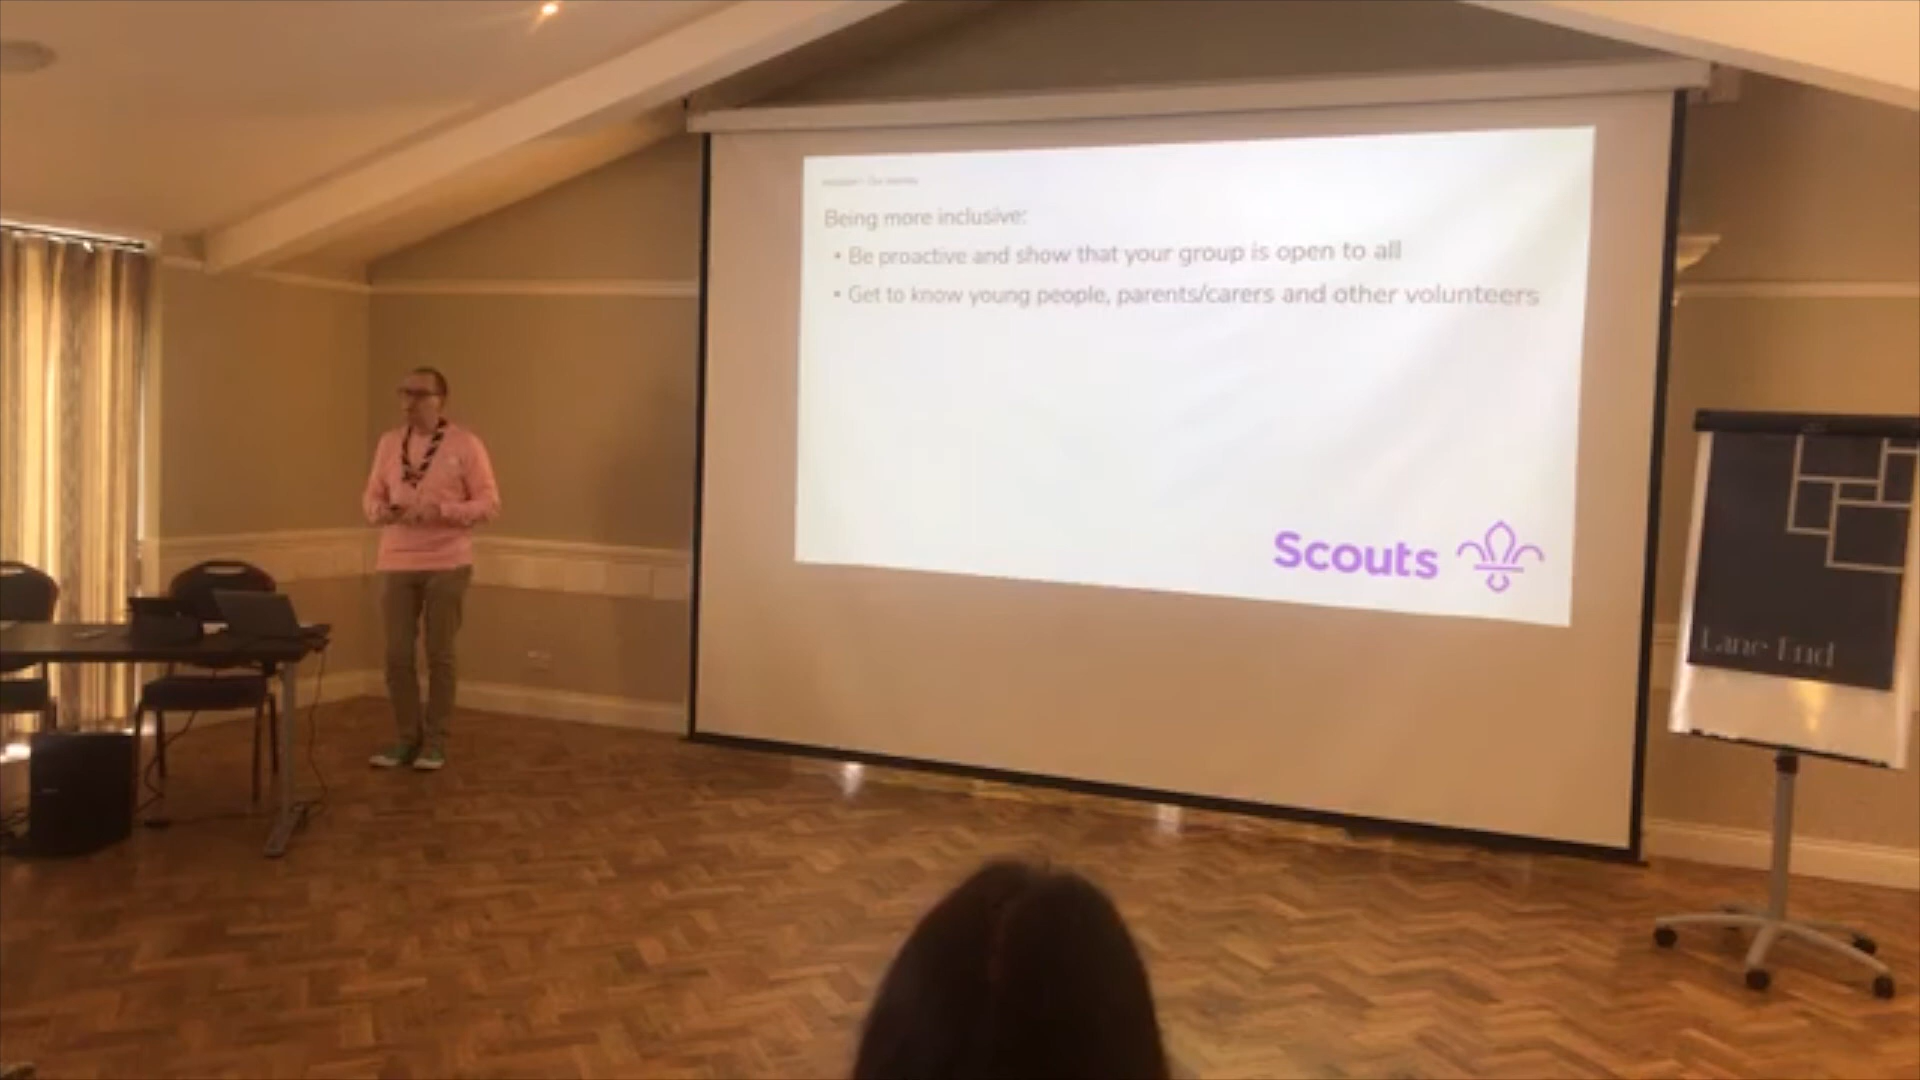 Being more inclusive:
• Be proactive and show that your group is open to all
• Get to know young people, parents/carers and other volunteers
Scouts
Lane End